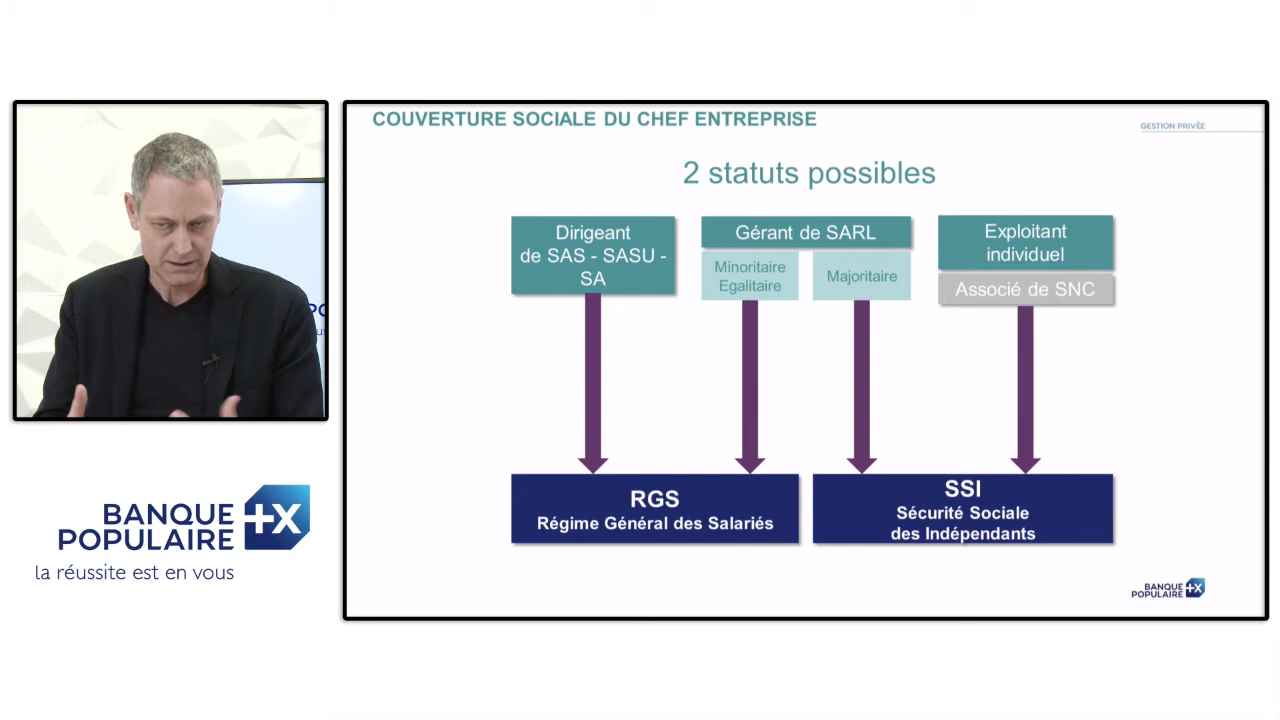 COUVERTURE SOCIALE DU CHEF ENTREPRISE
GESTION PRIVÉE
2 statuts possibles
Dirigeant
de SAS - SASU -
SA
Gérant de SARL
Minoritaire
Egalitaire
Majoritaire
Exploitant
individuel
Associé de SNC
RGS
Régime Général des Salariés
SSI
Sécurité Sociale
des Indépendants
BANQUE
POPULAIRE
+X
la réussite est en vous
BANQUE
POPULAIRE
+X